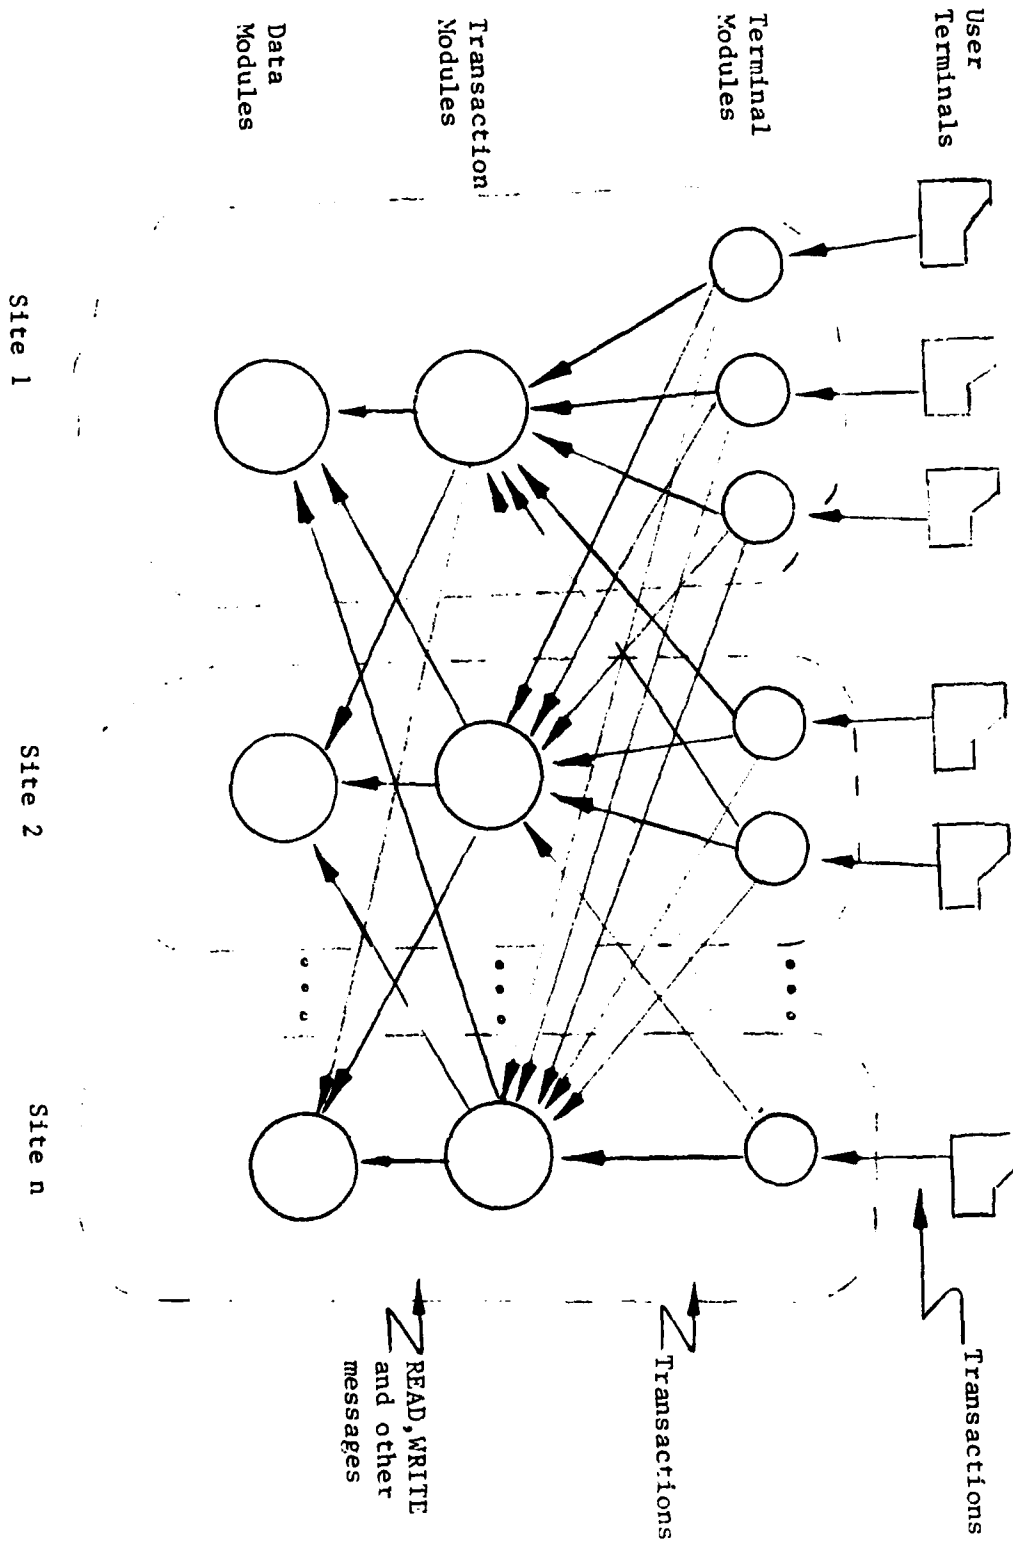 User
Terminals
Transactions
Terminal
Modules
Transactions
Transaction
Modules
READ,WRITE
and other
messages
Data
Modules
Site 1
Site 2
Site n